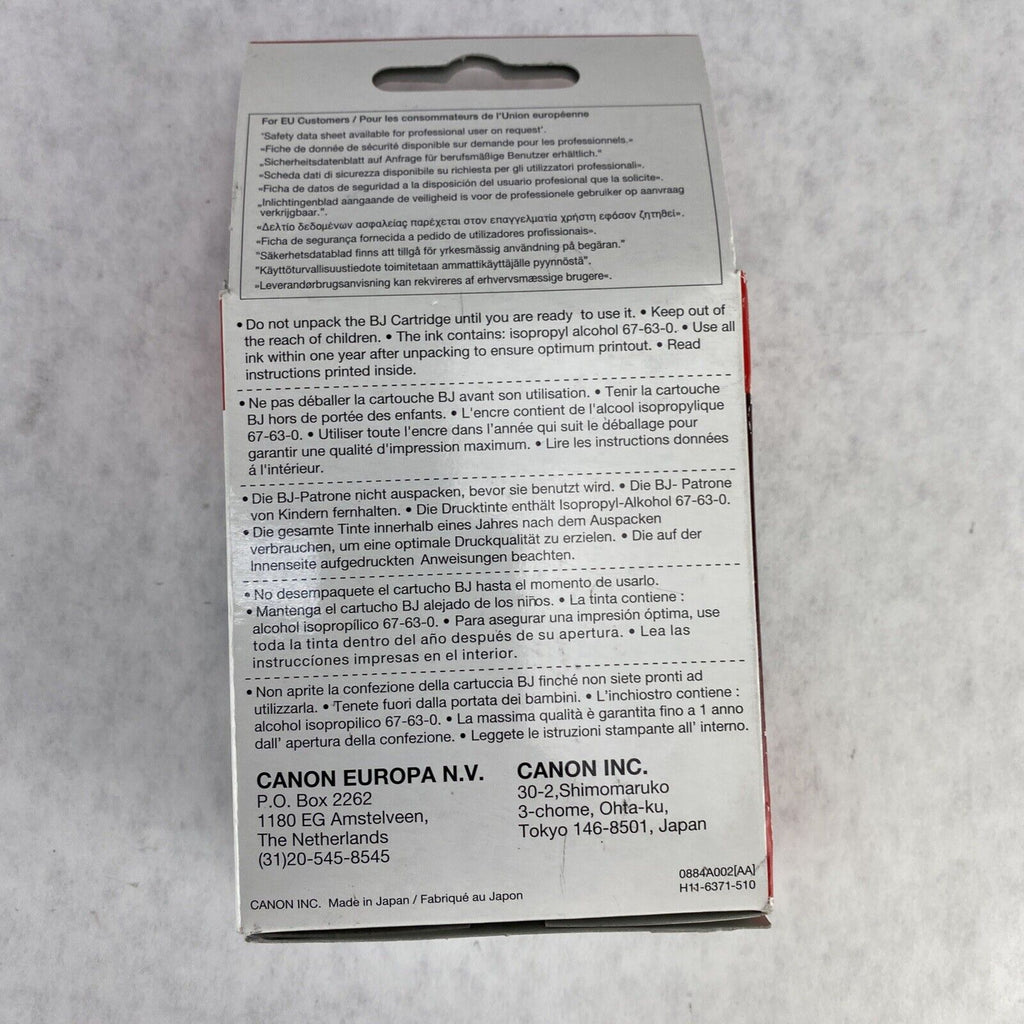 For EU Customers / Pour les consommateurs de l'Union européenne
"Safety data sheet available for professional user on request".
«Fiche de donnée de sécurité disponible sur demande pour les professionnels.»
„Sicherheitsdatenblatt auf Anfrage für berufsmäßige Benutzer erhältlich."
«Scheda dati di sicurezza disponibile su richiesta per gli utilizzatori professionali».
«Ficha de datos de seguridad a la disposición del usuario profesional que la solicite».
„Inlichtingenblad aangaande de veiligheid is voor de professionele gebruiker op aanvraag
verkrijgbaar.".
«Δελτίο δεδομένων ασφαλείας παρέχεται στον επαγγελματία χρήστη εφόσον ζητηθεί».
«Ficha de segurança fornecida a pedido de utilizadores profissionais».
"Säkerhetsdatablad finns att tillgå för yrkesmässig användning på begäran."
"Käyttöturvallisuustiedote toimitetaan ammattikäyttäjälle pyynnöstä".
»Leverandørbrugsanvisning kan rekvireres af erhvervsmæssige brugere«.
• Do not unpack the BJ Cartridge until you are ready to use it. • Keep out of
the reach of children. • The ink contains: isopropyl alcohol 67-63-0. • Use all
ink within one year after unpacking to ensure optimum printout. • Read
instructions printed inside.
• Ne pas déballer la cartouche BJ avant son utilisation. • Tenir la cartouche
BJ hors de portée des enfants. • L'encre contient de l'alcool isopropylique
67-63-0. • Utiliser toute l'encre dans l'année qui suit le déballage pour
garantir une qualité d'impression maximum. • Lire les instructions données
á l'intérieur.
• Die BJ-Patrone nicht auspacken, bevor sie benutzt wird. • Die BJ- Patrone
von Kindern fernhalten. • Die Drucktinte enthält Isopropyl-Alkohol 67-63-0.
• Die gesamte Tinte innerhalb eines Jahres nach dem Auspacken
verbrauchen, um eine optimale Druckqualität zu erzielen. • Die auf der
Innenseite aufgedruckten Anweisungen beachten.
• No desempaquete el cartucho BJ hasta el momento de usarlo.
• Mantenga el cartucho BJ alejado de los niños. • La tinta contiene :
alcohol isopropílico 67-63-0. • Para asegurar una impresión óptima, use
toda la tinta dentro del año después de su apertura. • Lea las
instruccíones impresas en el interior.
• Non aprite la confezione della cartuccia BJ finché non siete pronti ad
utilizzarla. • Tenete fuori dalla portata dei bambini. • L'inchiostro contiene :
alcohol isopropilico 67-63-0. • La massima qualità è garantita fino a 1 anno
dall' apertura della confezione. • Leggete le istruzioni stampante all' interno.
CANON EUROPA N.V.
P.O. Box 2262
1180 EG Amstelveen,
The Netherlands
(31)20-545-8545
CANON INC.
30-2,Shimomaruko
3-chome, Ohta-ku,
Tokyo 146-8501, Japan
0884A002[AA]
H11-6371-510
CANON INC. Made in Japan / Fabriqué au Japon